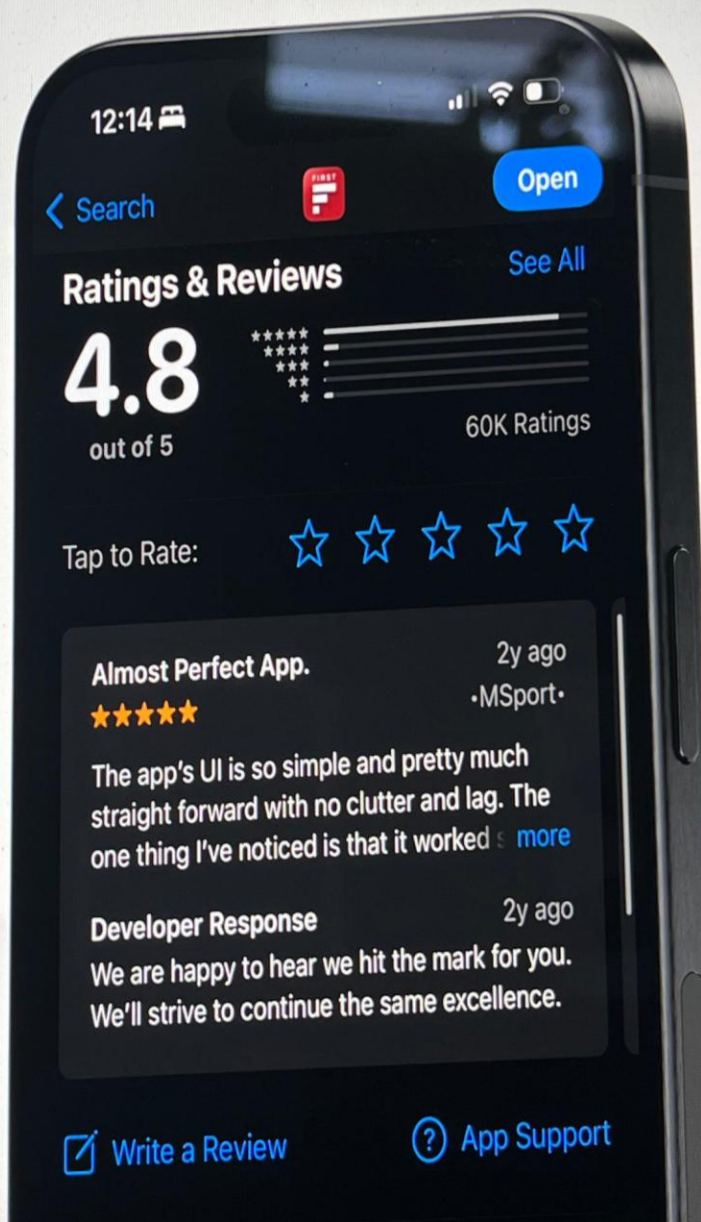 12:14
Search
FIRST
Open
Ratings & Reviews
See All
4.8
out of 5
60K Ratings
Tap to Rate:
Almost Perfect App.
2y ago
•MSport•
The app's UI is so simple and pretty much
straight forward with no clutter and lag. The
one thing I've noticed is that it worked more
Developer Response
2y ago
We are happy to hear we hit the mark for you.
We'll strive to continue the same excellence.
Write a Review
? App Support